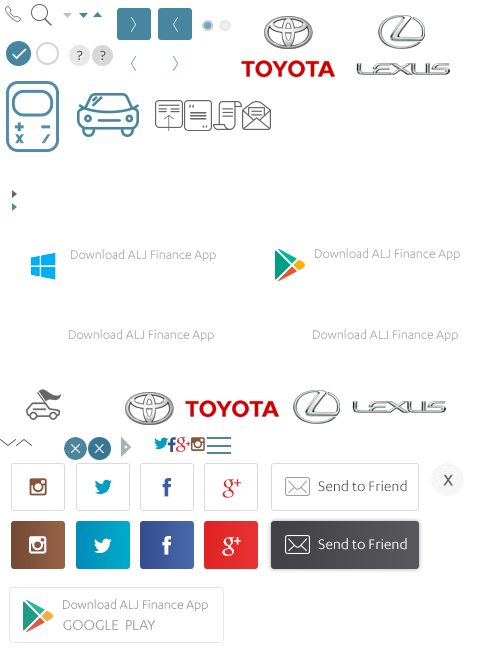 ? ?
TOYOTA LEXUS
Download ALJ Finance App
Download ALJ Finance App
Download ALJ Finance App
Download ALJ Finance App
TOYOTA LEXUS
g+
g+ Send to Friend X
g+ Send to Friend
Download ALJ Finance App
GOOGLE PLAY